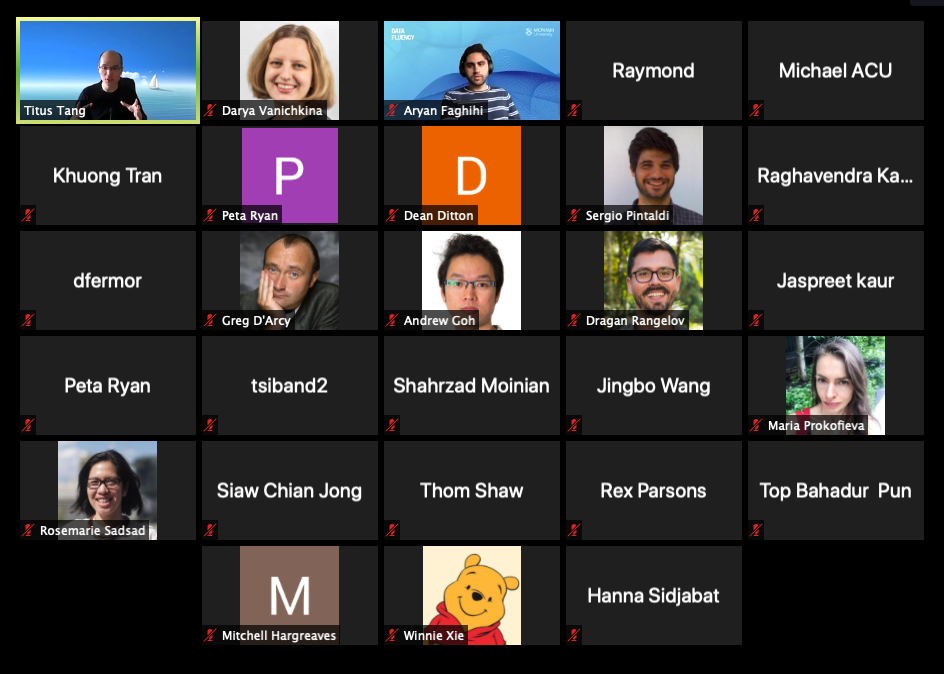 Titus Tang
Darya Vanichkina
DATA
FLUENCY
MONASH
University
Aryan Faghihi
Raymond
Michael ACU
Khuong Tran
P
Peta Ryan
D
Dean Ditton
Sergio Pintaldi
Raghavendra Ka...
dfermor
Greg D'Arcy
Andrew Goh
Dragan Rangelov
Jaspreet kaur
Peta Ryan
tsiband2
Shahrzad Moinian
Jingbo Wang
Maria Prokofieva
Rosemarie Sadsad
Siaw Chian Jong
Thom Shaw
Rex Parsons
Top Bahadur Pun
M
Mitchell Hargreaves
Winnie Xie
Hanna Sidjabat